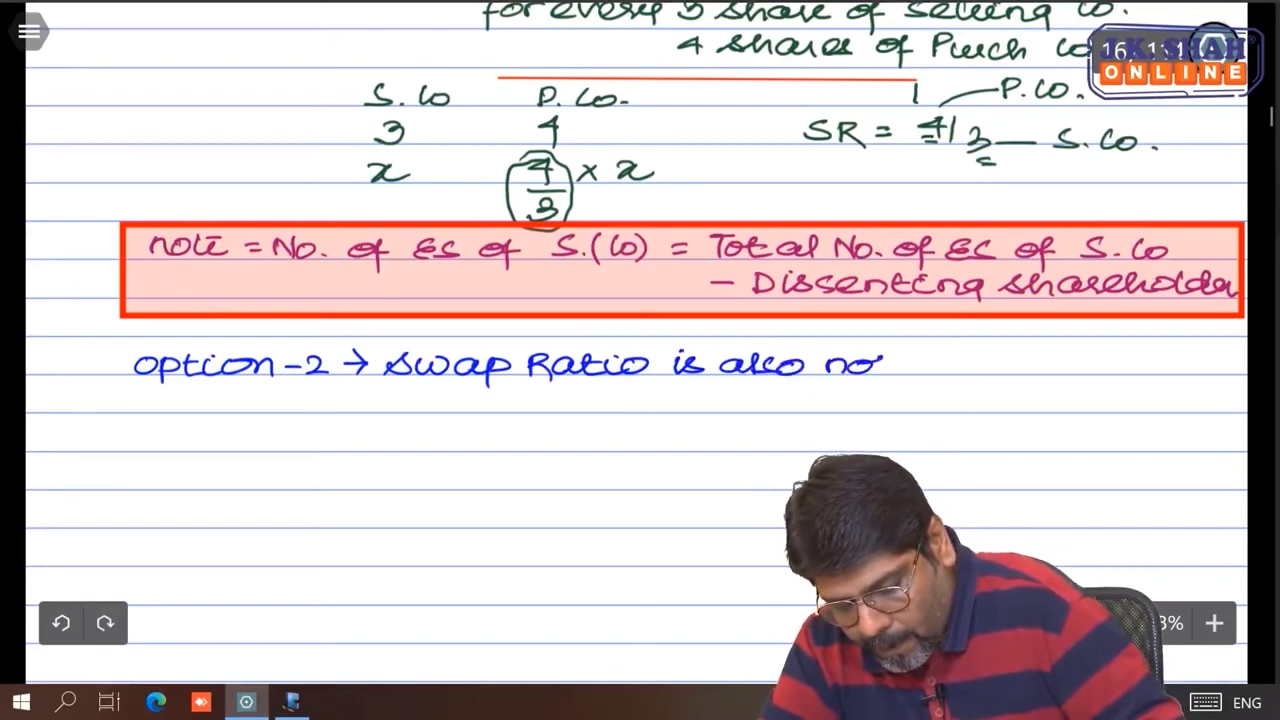 for every 3 share of Selling Co.
4 shares of Purch Co
S. Co P. Co.
3 4
x 4/3 × x
1 P. Co.
SR = 4/3 S. Co.
note = No. of ES of S.(Co) = Total No. of ES of S. Co
- Dissenting shareholder
option-2 → swap Ratio is also no
J.K. SHAH
ONLINE
ENG